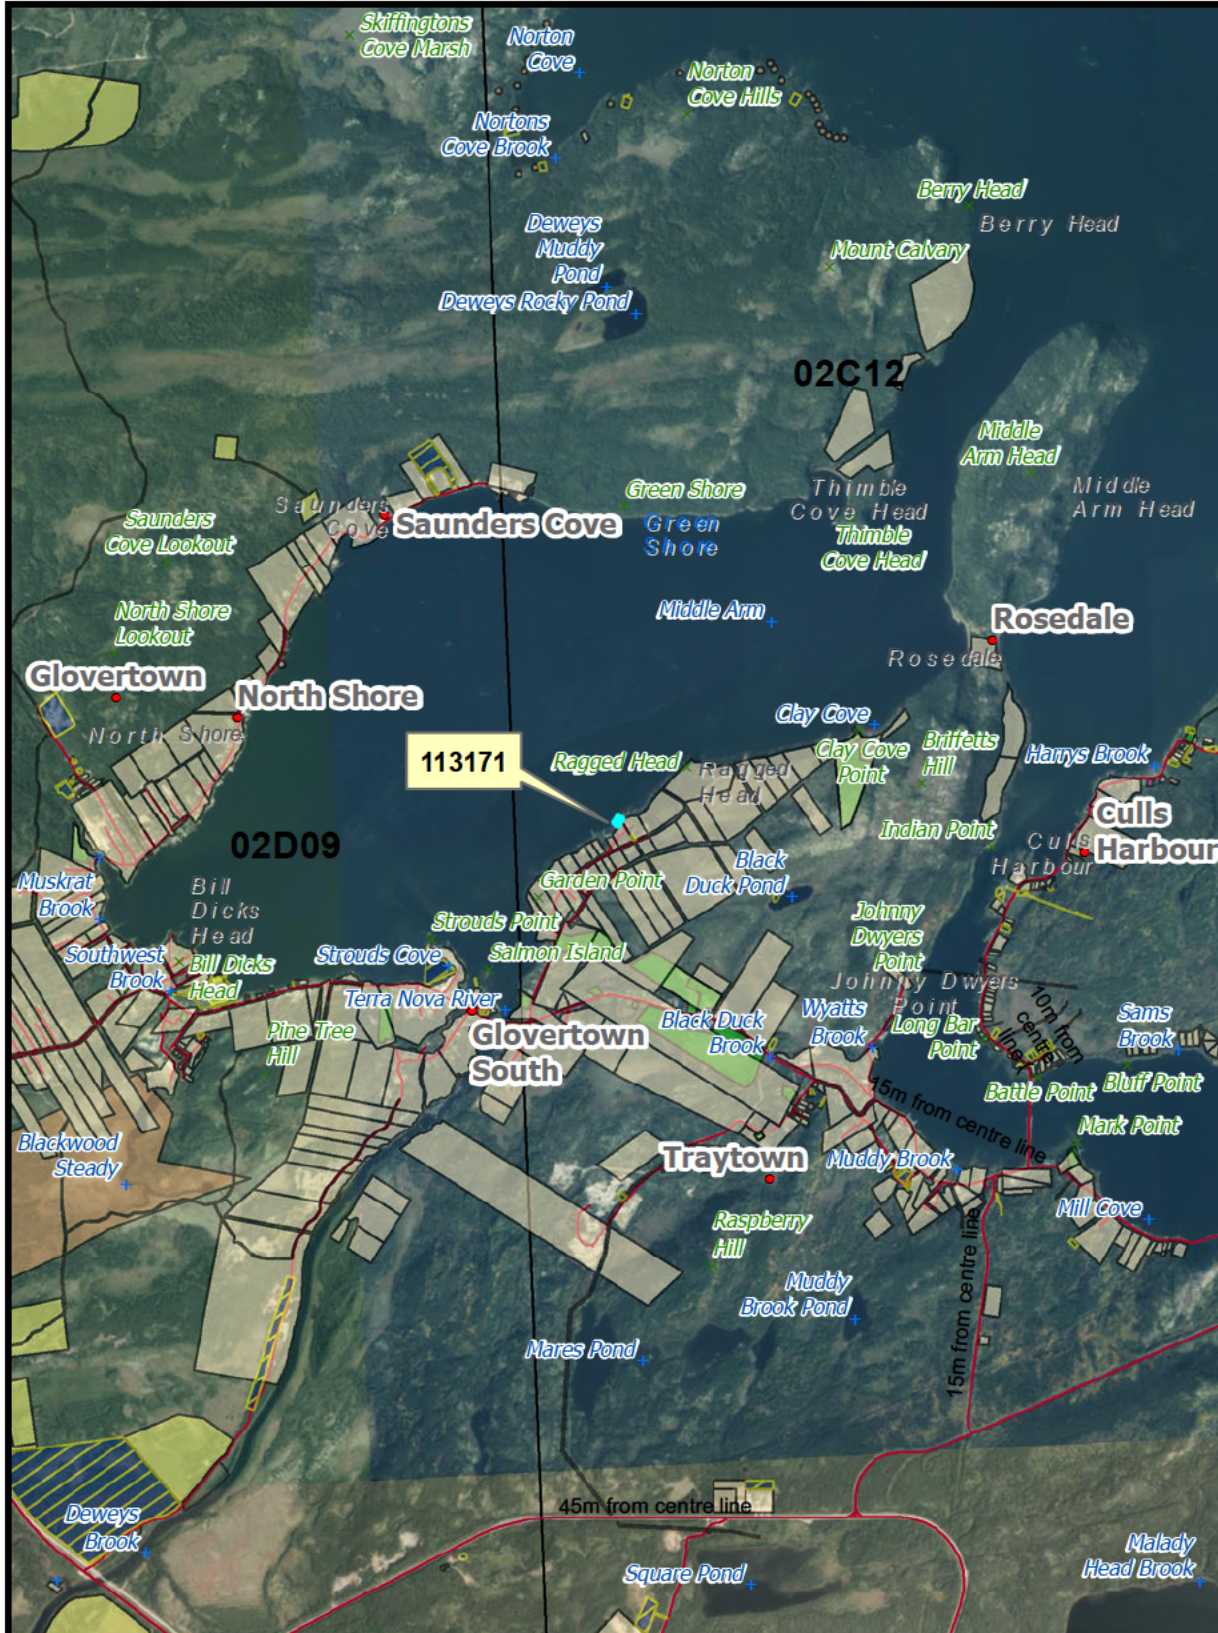 Skiffingtons
Cove Marsh
Norton
Cove
Norton
Cove Hills
Nortons
Cove Brook
Berry Head
Berry Head
Deweys
Muddy
Pond
Mount Calvary
Deweys Rocky Pond
02C12
Middle
Arm Head
Middle
Arm Head
Green Shore
Green
Shore
Thimble
Cove Head
Thimble
Cove Head
Saunders
Cove
Saunders Cove
Saunders
Cove Lookout
Middle Arm
North Shore
Lookout
Rosedale
Rosedale
Glovertown
North Shore
North Shore
Clay Cove
Clay Cove
Point
Briffetts
Hill
Harrys Brook
113171
Ragged Head
Ragged
Head
Indian Point
Culls
Harbour
Culls
Harbour
02D09
Black
Duck Pond
Garden Point
Muskrat
Brook
Bill
Dicks
Head
Strouds Point
Johnny
Dwyers
Point
Johnny Dwyers
Point
Southwest
Brook
Bill Dicks
Head
Strouds Cove
Salmon Island
Terra Nova River
Glovertown
South
Black Duck
Brook
Wyatts
Brook
Long Bar
Point
10m from
centre
line
Sams
Brook
Pine Tree
Hill
Battle Point
Bluff Point
15m from centre line
Mark Point
Blackwood
Steady
Traytown
Muddy Brook
Mill Cove
Raspberry
Hill
15m from centre line
Muddy
Brook Pond
Mares Pond
45m from centre line
Deweys
Brook
Square Pond
Malady
Head Brook